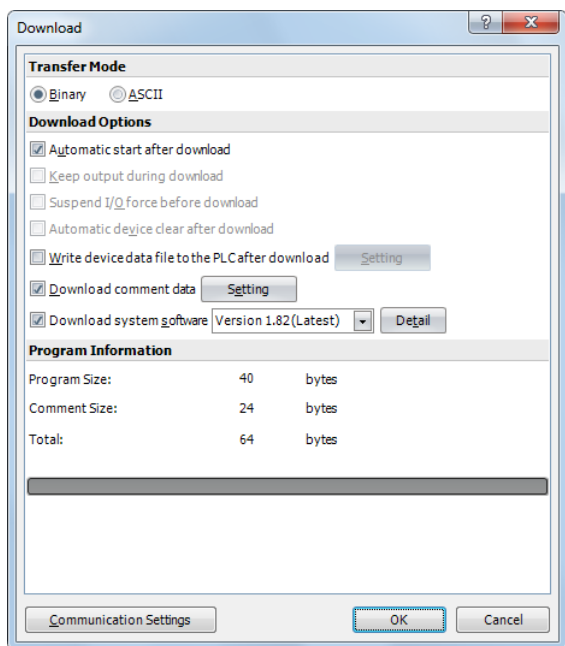 Download
Transfer Mode
Binary ASCII
Download Options
Automatic start after download
Keep output during download
Suspend I/O force before download
Automatic device clear after download
Write device data file to the PLC after download Setting
Download comment data Setting
Download system software Version 1.82(Latest) Detail
Program Information
Program Size: 40 bytes
Comment Size: 24 bytes
Total: 64 bytes
Communication Settings OK Cancel